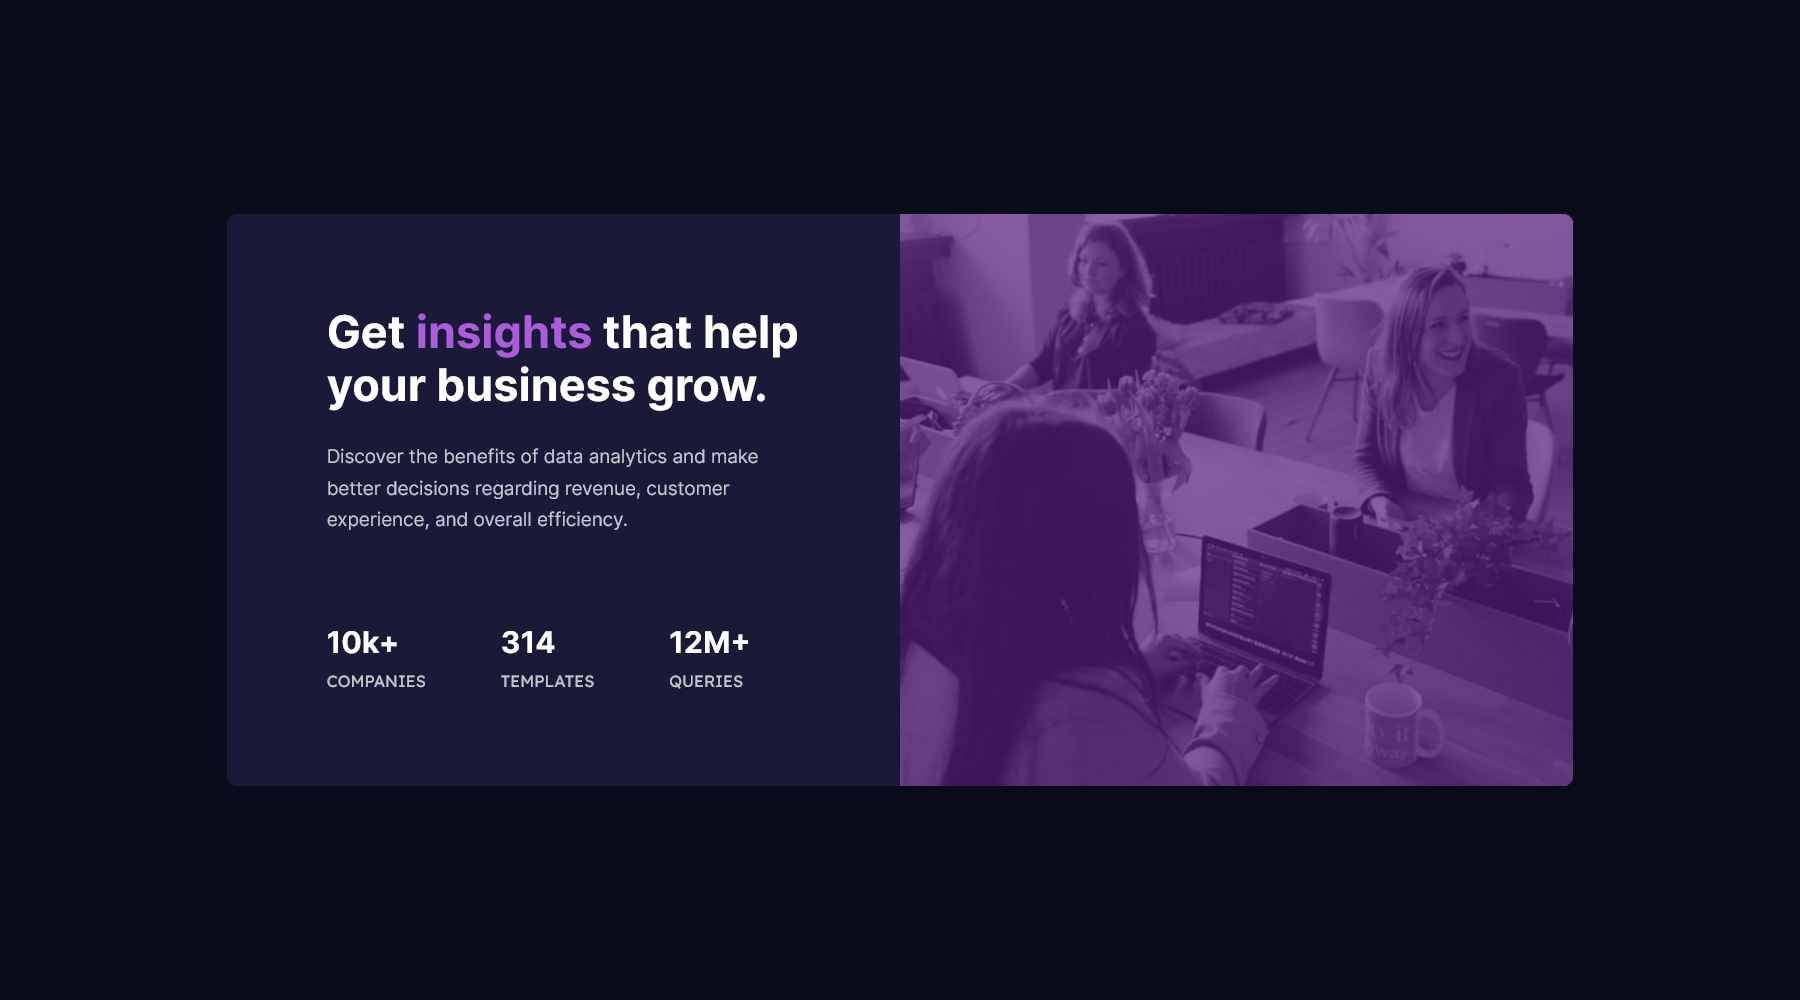 Get insights that help
your business grow.
Discover the benefits of data analytics and make
better decisions regarding revenue, customer
experience, and overall efficiency.
10k+
COMPANIES
314
TEMPLATES
12M+
QUERIES